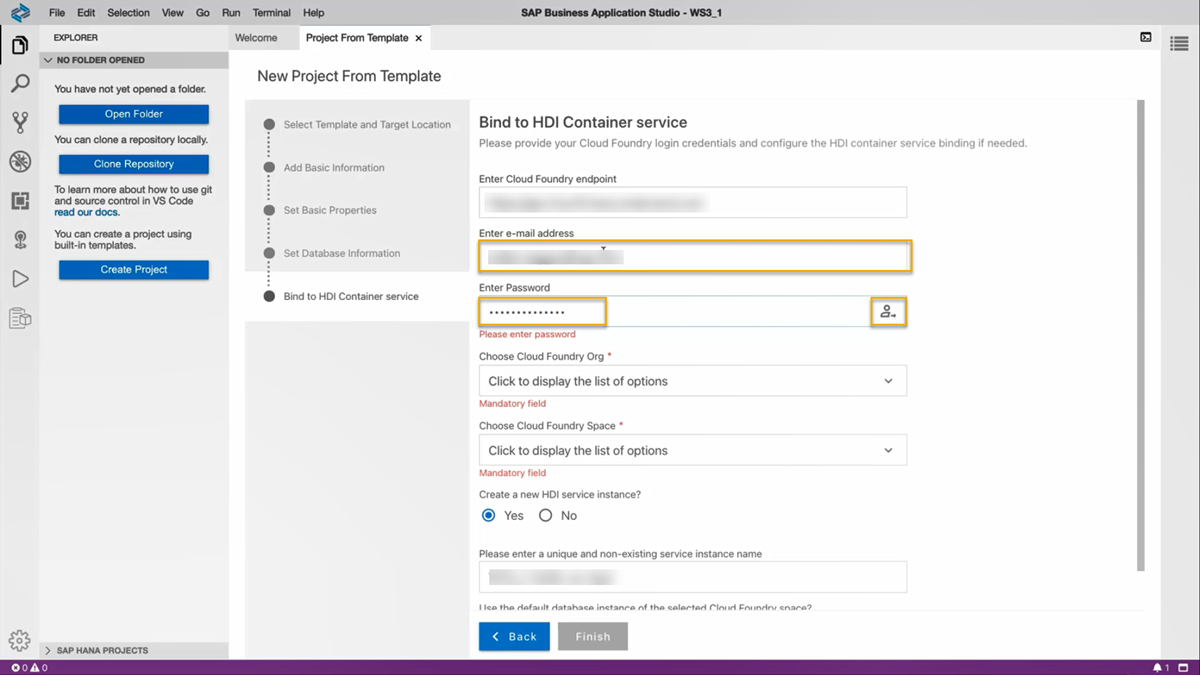 File Edit Selection View Go Run Terminal Help
SAP Business Application Studio - WS3_1
EXPLORER
NO FOLDER OPENED
You have not yet opened a folder.
Open Folder
You can clone a repository locally.
Clone Repository
To learn more about how to use git
and source control in VS Code
read our docs.
You can create a project using
built-in templates.
Create Project
SAP HANA PROJECTS
Welcome
Project From Template ×
New Project From Template
Select Template and Target Location
Add Basic Information
Set Basic Properties
Set Database Information
Bind to HDI Container service
Bind to HDI Container service
Please provide your Cloud Foundry login credentials and configure the HDI container service binding if needed.
Enter Cloud Foundry endpoint
Enter e-mail address
Enter Password
••••••••••••••
Please enter password
Choose Cloud Foundry Org *
Click to display the list of options
Mandatory field
Choose Cloud Foundry Space *
Click to display the list of options
Mandatory field
Create a new HDI service instance?
Yes No
Please enter a unique and non-existing service instance name
Use the default database instance of the selected Cloud Foundry space?
Back Finish
0 0
1